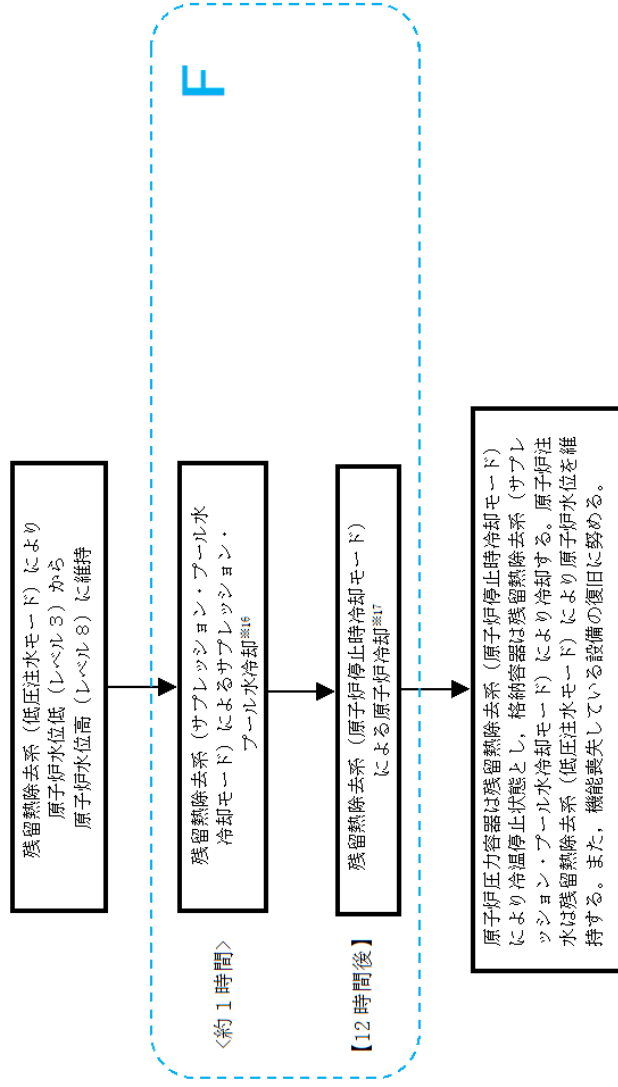 残留熱除去系（低圧注水モード）により
原子炉水位低（レベル３）から
原子炉水位高（レベル８）に維持
F
<約１時間>
残留熱除去系（サプレッション・プール水
冷却モード）によるサプレッション・
プール水冷却※16
【12時間後】
残留熱除去系（原子炉停止時冷却モード）
による原子炉冷却※17
原子炉圧力容器は残留熱除去系（原子炉停止時冷却モード）
により冷温停止状態とし，格納容器は残留熱除去系（サプレ
ッション・プール水冷却モード）により冷却する。原子炉注
水は残留熱除去系（低圧注水モード）により原子炉水位を維
持する。また，機能喪失している設備の復旧に努める。